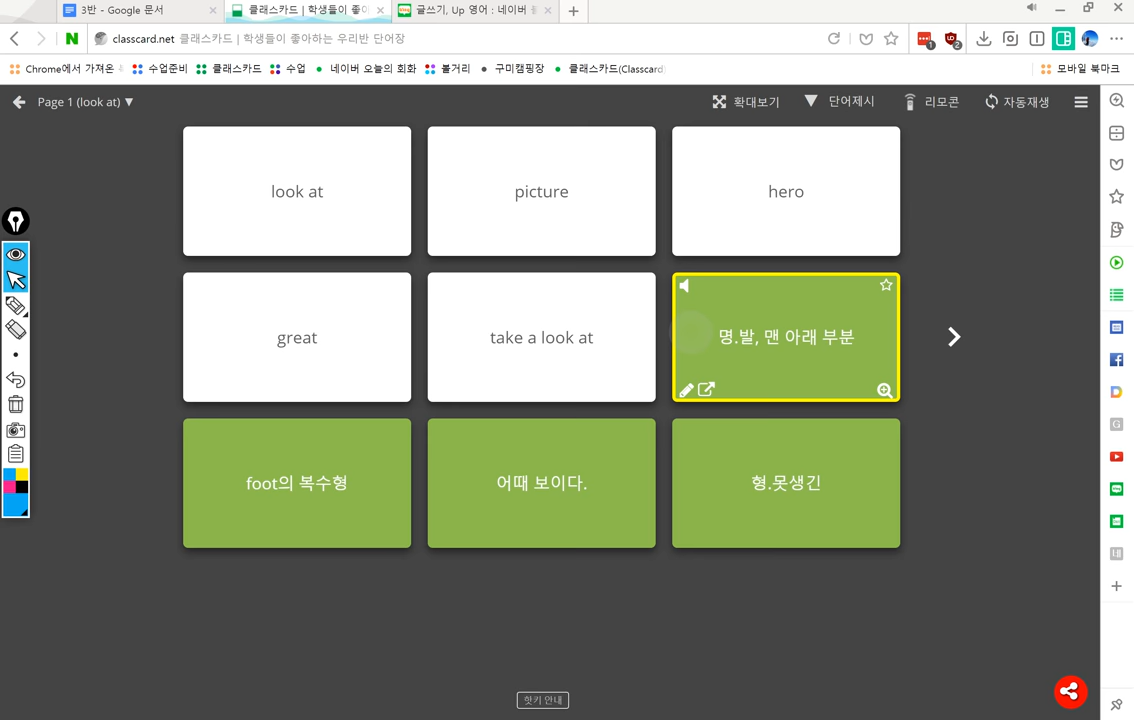 3반 - Google 문서
클래스카드 | 학생들이 좋아
글쓰기, Up 영어 : 네이버
classcard.net 클래스카드 | 학생들이 좋아하는 우리반 단어장
Chrome에서 가져온
수업준비
클래스카드
수업
네이버 오늘의 회화
볼거리
구미캠핑장
클래스카드(Classcard
모바일 북마크
Page 1 (look at) ▼
확대보기
단어제시
리모콘
자동재생
look at
picture
hero
great
take a look at
명.발, 맨 아래 부분
foot의 복수형
어때 보이다.
형.못생긴
핫키 안내